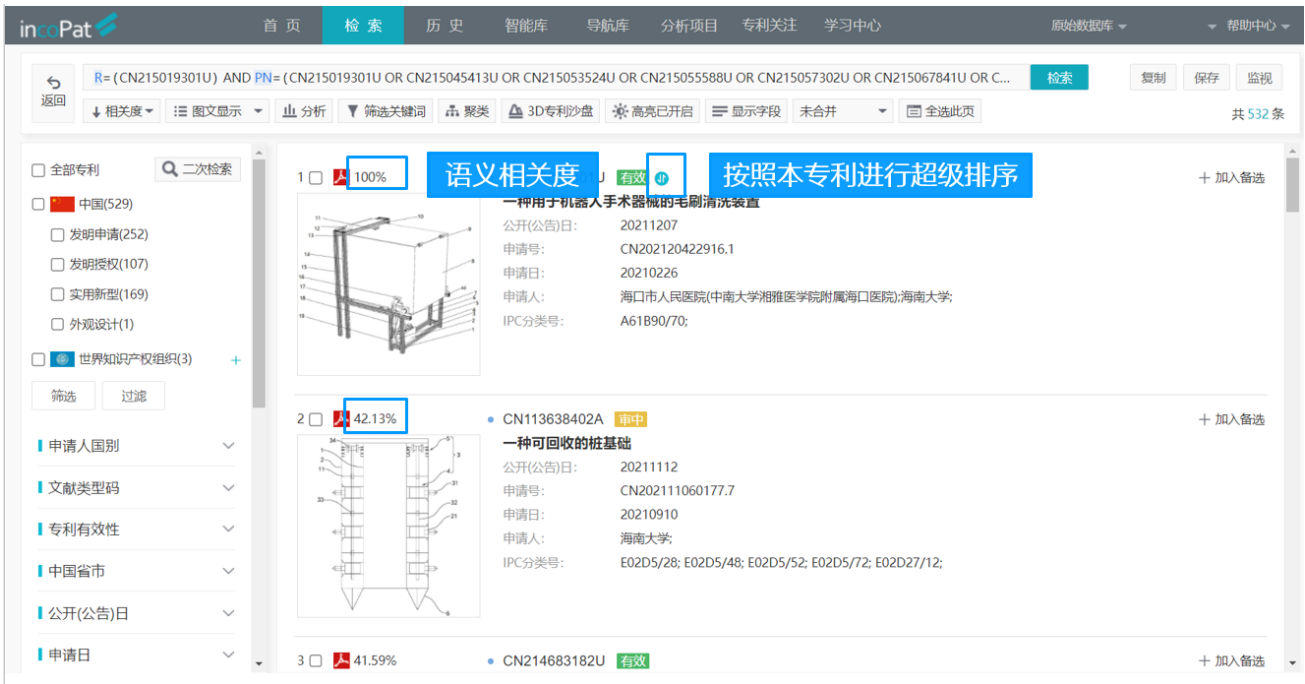 incoPat
首页
检索
历史
智能库
导航库
分析项目
专利关注
学习中心
原始数据库
帮助中心
返回
R=(CN215019301U) AND PN=(CN215019301U OR CN215045413U OR CN215053524U OR CN215055588U OR CN215057302U OR CN215067841U OR C...
检索
复制
保存
监视
相关度
图文显示
分析
筛选关键词
聚类
3D专利沙盘
高亮已开启
显示字段
未合并
全选此页
共 532 条
全部专利
二次检索
中国(529)
发明申请(252)
发明授权(107)
实用新型(169)
外观设计(1)
世界知识产权组织(3)
+
筛选
过滤
申请人国别
文献类型码
专利有效性
中国省市
公开(公告)日
申请日
1
100%
语义相关度
U
有效
按照本专利进行超级排序
+ 加入备选
一种用于机器人手术器械的毛刷清洗装置
公开(公告)日: 20211207
申请号: CN202120422916.1
申请日: 20210226
申请人: 海口市人民医院(中南大学湘雅医学院附属海口医院);海南大学;
IPC分类号: A61B90/70;
2
42.13%
CN113638402A 审中
+ 加入备选
一种可回收的桩基础
公开(公告)日: 20211112
申请号: CN202111060177.7
申请日: 20210910
申请人: 海南大学;
IPC分类号: E02D5/28; E02D5/48; E02D5/52; E02D5/72; E02D27/12;
3
41.59%
CN214683182U 有效
+ 加入备选